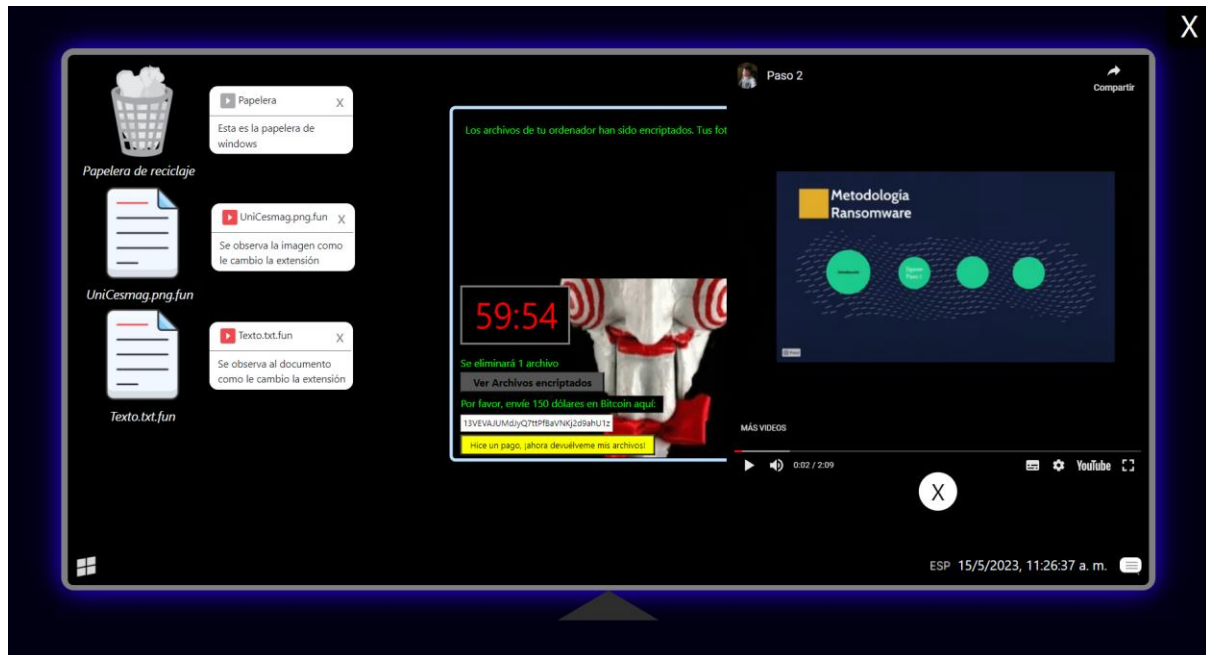 X
Papelera
X
Esta es la papelera de
windows
Papelera de reciclaje
UniCesmag.png.fun
X
Se observa la imagen como
le cambio la extensión
UniCesmag.png.fun
Texto.txt.fun
X
Se observa al documento
como le cambio la extensión
Texto.txt.fun
Los archivos de tu ordenador han sido encriptados. Tus fot
59:54
Se eliminará 1 archivo
Ver Archivos encriptados
Por favor, envíe 150 dólares en Bitcoin aquí:
13VEVAJUMdJyQ7ttPfBaVNKj2d9ahU1z
Hice un pago, ¡ahora devuélveme mis archivos!
Paso 2
Compartir
Metodología
Ransomware
MÁS VIDEOS
0:02 / 2:09
YouTube
X
ESP 15/5/2023, 11:26:37 a. m.